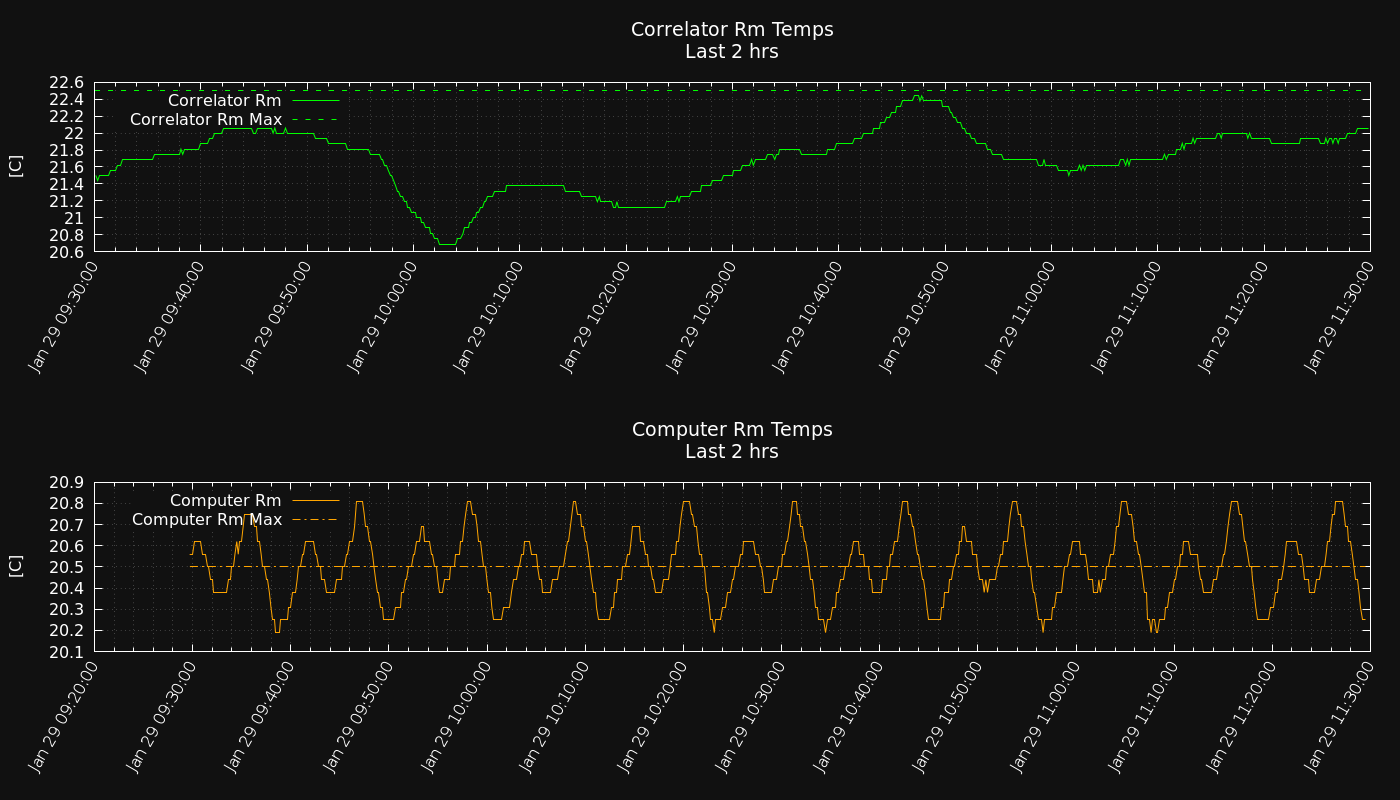 Correlator Rm Temps
Last 2 hrs
22.6
22.4
22.2
22
21.8
21.6
21.4
21.2
21
20.8
20.6
[C]
Correlator Rm
Correlator Rm Max
Jan 29 09:30:00
Jan 29 09:40:00
Jan 29 09:50:00
Jan 29 10:00:00
Jan 29 10:10:00
Jan 29 10:20:00
Jan 29 10:30:00
Jan 29 10:40:00
Jan 29 10:50:00
Jan 29 11:00:00
Jan 29 11:10:00
Jan 29 11:20:00
Jan 29 11:30:00
Computer Rm Temps
Last 2 hrs
20.9
20.8
20.7
20.6
20.5
20.4
20.3
20.2
20.1
[C]
Computer Rm
Computer Rm Max
Jan 29 09:20:00
Jan 29 09:30:00
Jan 29 09:40:00
Jan 29 09:50:00
Jan 29 10:00:00
Jan 29 10:10:00
Jan 29 10:20:00
Jan 29 10:30:00
Jan 29 10:40:00
Jan 29 10:50:00
Jan 29 11:00:00
Jan 29 11:10:00
Jan 29 11:20:00
Jan 29 11:30:00